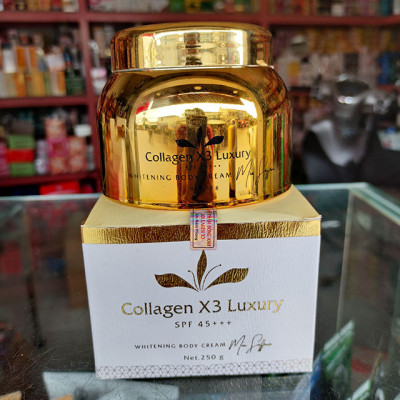 Collagen X3 Luxury
WHITENING BODY CREAM
Collagen X3 Luxury
SPF 45+++
WHITENING BODY CREAM
Net.250 g